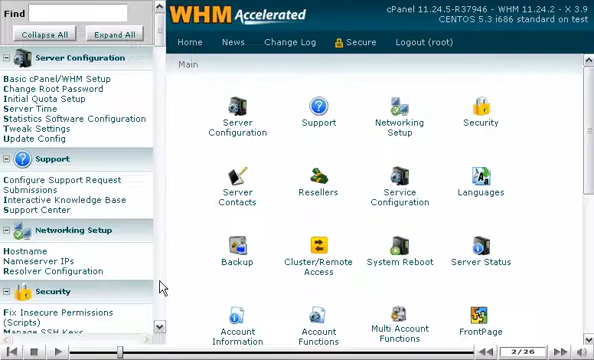 Find
Collapse All
Expand All
Server Configuration
Basic cPanel/WHM Setup
Change Root Password
Initial Quota Setup
Server Time
Statistics Software Configuration
Tweak Settings
Update Config
Support
Configure Support Request
Submissions
Interactive Knowledge Base
Support Center
Networking Setup
Hostname
Nameserver IPs
Resolver Configuration
Security
Fix Insecure Permissions
(Scripts)
Manage SSH Keys
WHM Accelerated
cPanel 11.24.5-R37946 - WHM 11.24.2 - X 3.9
CENTOS 5.3 i686 standard on test
Home
News
Change Log
Secure
Logout (root)
Main
Server
Configuration
Support
Networking
Setup
Security
Server
Contacts
Resellers
Service
Configuration
Languages
Backup
Cluster/Remote
Access
System Reboot
Server Status
Account
Information
Account
Functions
Multi Account
Functions
FrontPage
2/26